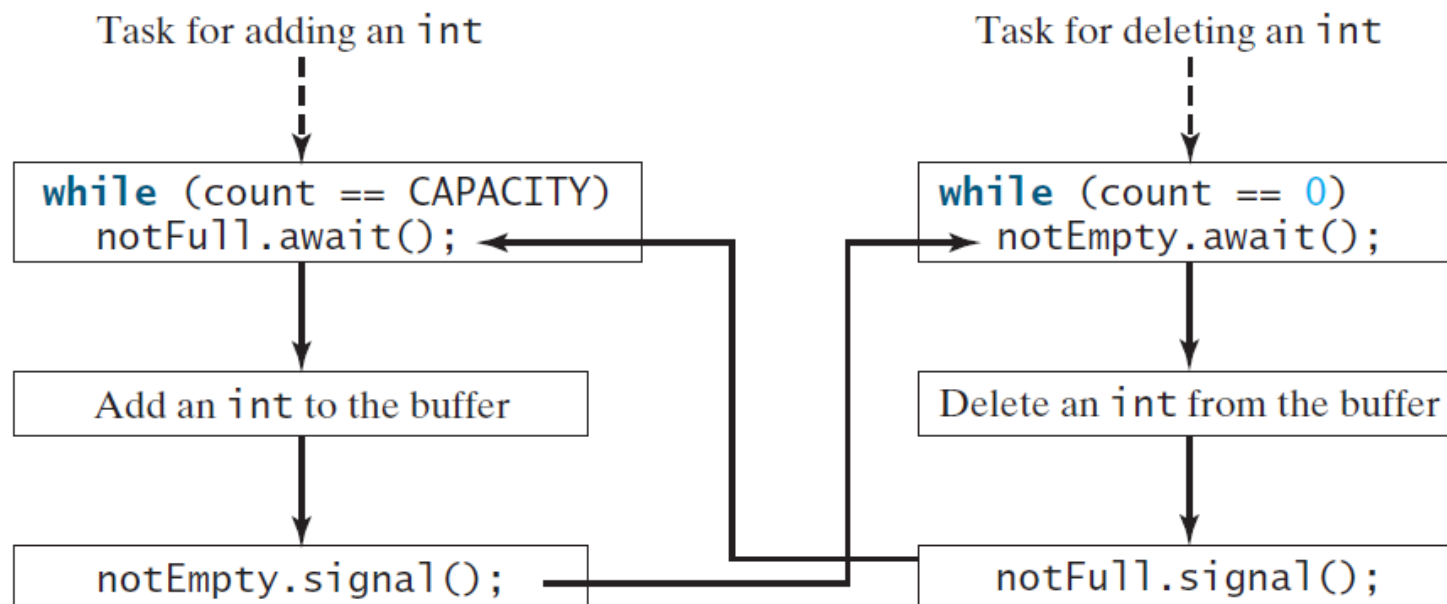 Task for adding an int
while (count == CAPACITY)
notFull.await();
Add an int to the buffer
notEmpty.signal();
Task for deleting an int
while (count == 0)
notEmpty.await();
Delete an int from the buffer
notFull.signal();